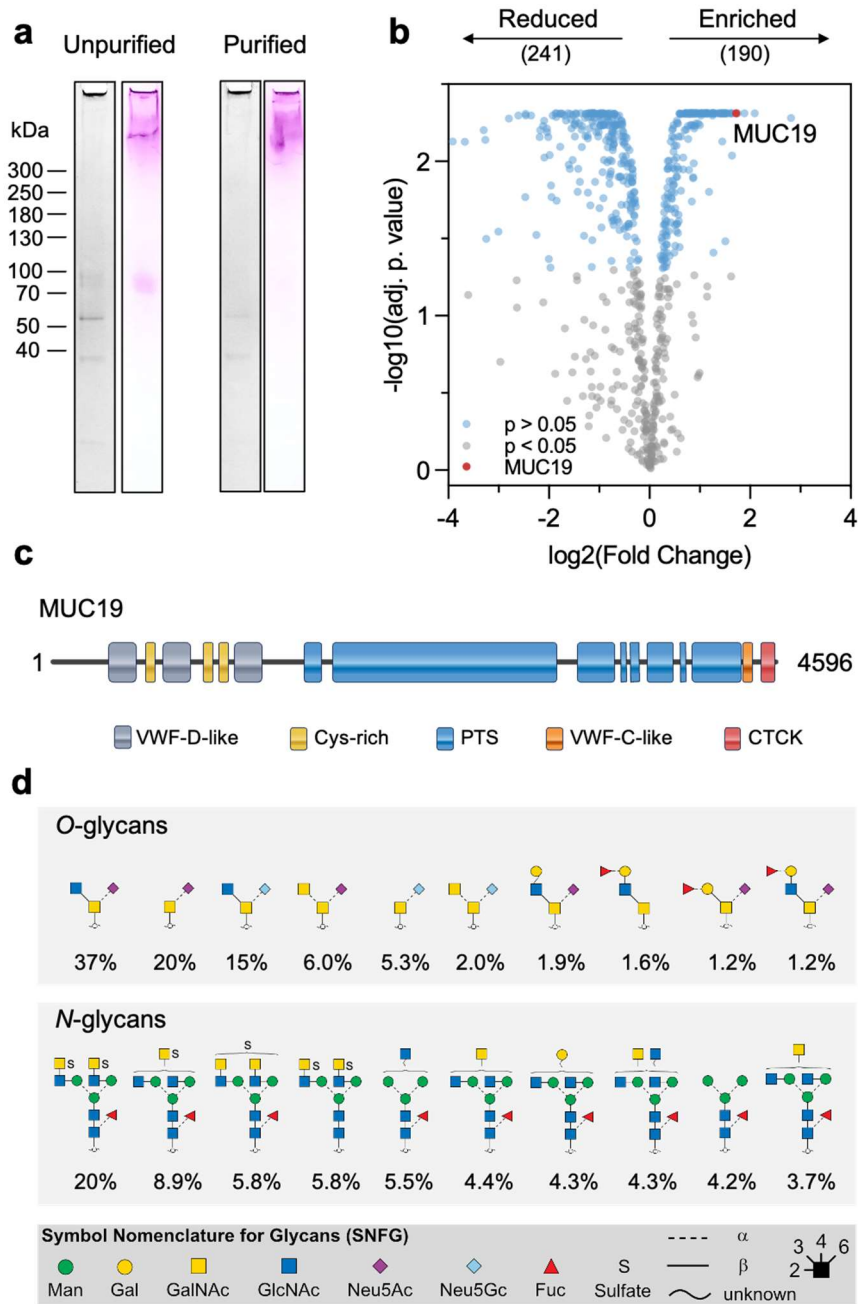 a
Unpurified
Purified
kDa
300
250
180
130
100
70
50
40
b
Reduced
Enriched
(241)
(190)
MUC19
-log10(adj. p. value)
2
1
0
p > 0.05
p < 0.05
MUC19
-4
-2
0
2
4
log2(Fold Change)
c
MUC19
1
4596
VWF-D-like
Cys-rich
PTS
VWF-C-like
CTCK
d
O-glycans
37%
20%
15%
6.0%
5.3%
2.0%
1.9%
1.6%
1.2%
1.2%
N-glycans
S S
S
S
S S
20%
8.9%
5.8%
5.8%
5.5%
4.4%
4.3%
4.3%
4.2%
3.7%
Symbol Nomenclature for Glycans (SNFG)
Man
Gal
GalNAc
GlcNAc
Neu5Ac
Neu5Gc
Fuc
S
Sulfate
α
β
unknown
2
3
4
6